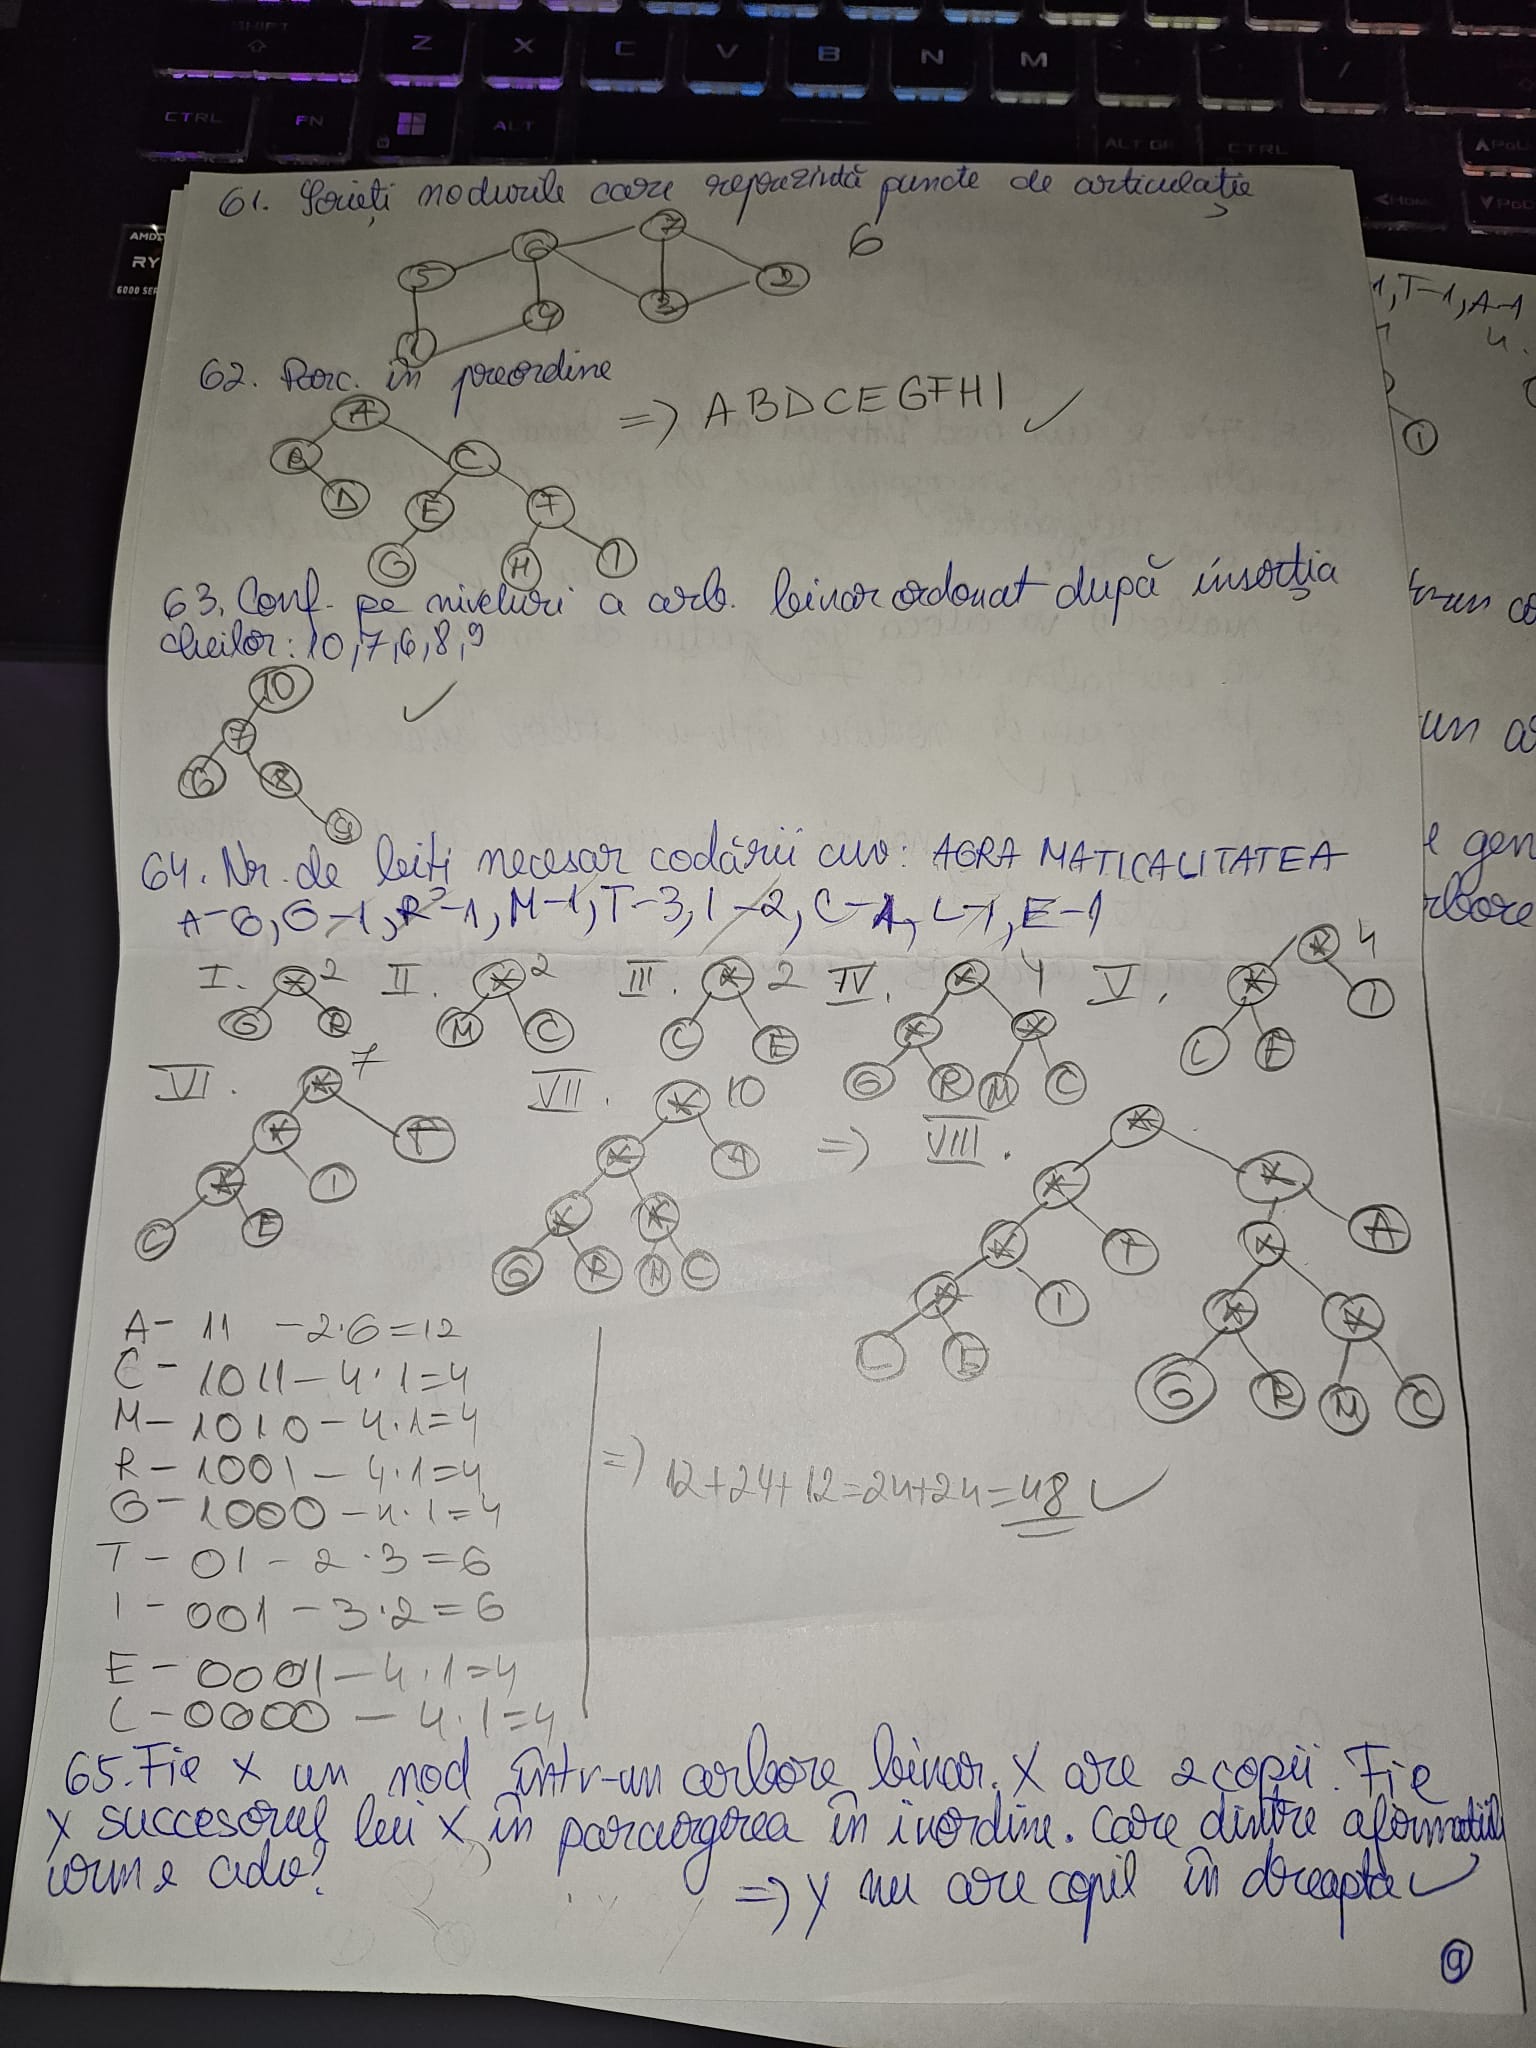 SHIFT
Z X C V B N M < > /
CTRL FN ALT ALT GR CTRL
<HOME
AMD
RY
6000 SER
61. Scrieți nodurile care reprezintă puncte de articulație
6
7
6
5
2
3
4
1
62. Parc. în preordine
=> ABDCEGFHI ✓
A
B C
D E F
G H I
63. Conf. pe niveluri a arb. binar ordonat după inserția
cheilor: 10,7,6,8,9
10
7 ✓
6 8
9
64. Nr. de biți necesar codării cuv: AGRAMATICALITATEA
A-6, G-1, R-1, M-1, T-3, I-2, C-1, L-1, E-1
I. * 2 II. * 2 III. * 2 IV. * 4 V. * 4
G R M C C E * * * I
G R M C L E
VI. * 7 VII. * 10 => VIII. *
* T * A * *
* I * * * T * A
C E G R M C * I * *
L E G R M C
A- 11 -2·6=12
C- 1011- 4·1=4
M- 1010 - 4·1=4
R- 1001 - 4·1=4
G- 1000 - 4·1=4
T- 01 - 2·3=6
I - 001 - 3·2=6
E- 0001 - 4·1=4
L-0000 - 4·1=4
=> 12+24+12=24+24=48 ✓
65. Fie X un nod într-un arbore binar. X are 2 copii. Fie
Y succesorul lui X în parcurgerea în inordine. Care dintre
urm e adv?
=> Y nu are copil în dreapta ✓
9
1, T-1, A-1
4.
1
un
e gen
rbore